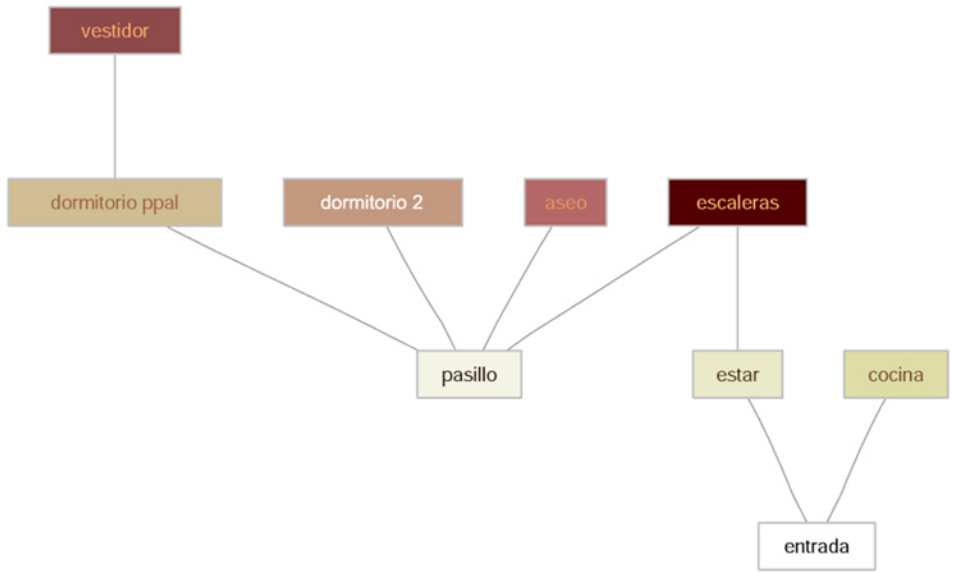 vestidor
dormitorio ppal
dormitorio 2
aseo
escaleras
pasillo
estar
cocina
entrada